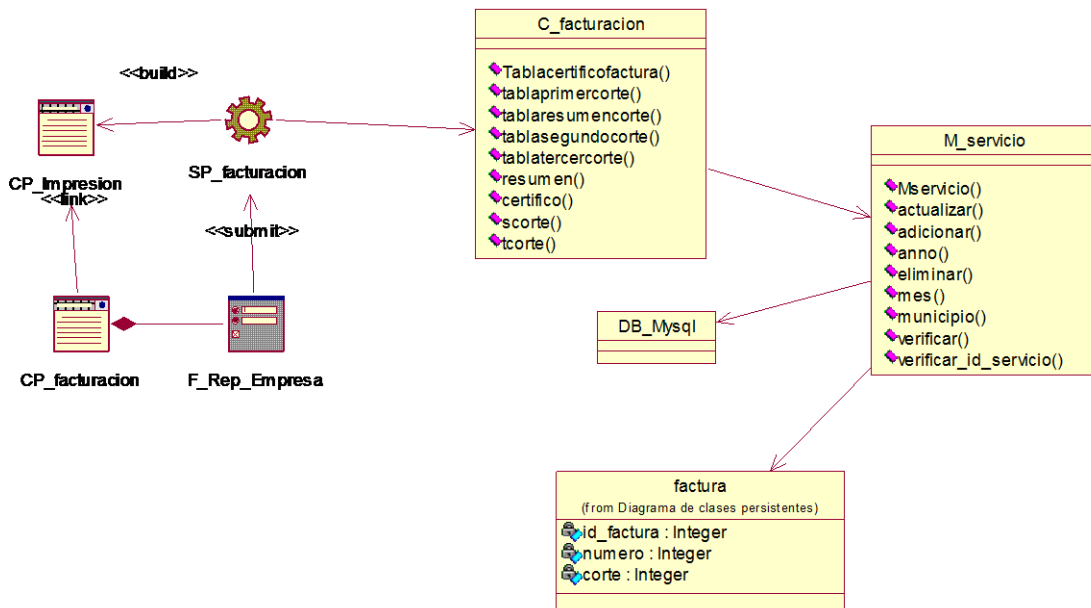 C_facturacion
Tablacertificofactura()
tablaprimercorte()
tablaresumencorte()
tablasegundocorte()
tablatercercorte()
resumen()
certifico()
scorte()
tcorte()
<<build>>
CP_Impresion
<<link>>
SP_facturacion
<<submit>>
CP_facturacion
F_Rep_Empresa
M_servicio
Mservicio()
actualizar()
adicionar()
anno()
eliminar()
mes()
municipio()
verificar()
verificar_id_servicio()
DB_Mysql
factura
(from Diagrama de clases persistentes)
id_factura : Integer
numero : Integer
corte : Integer